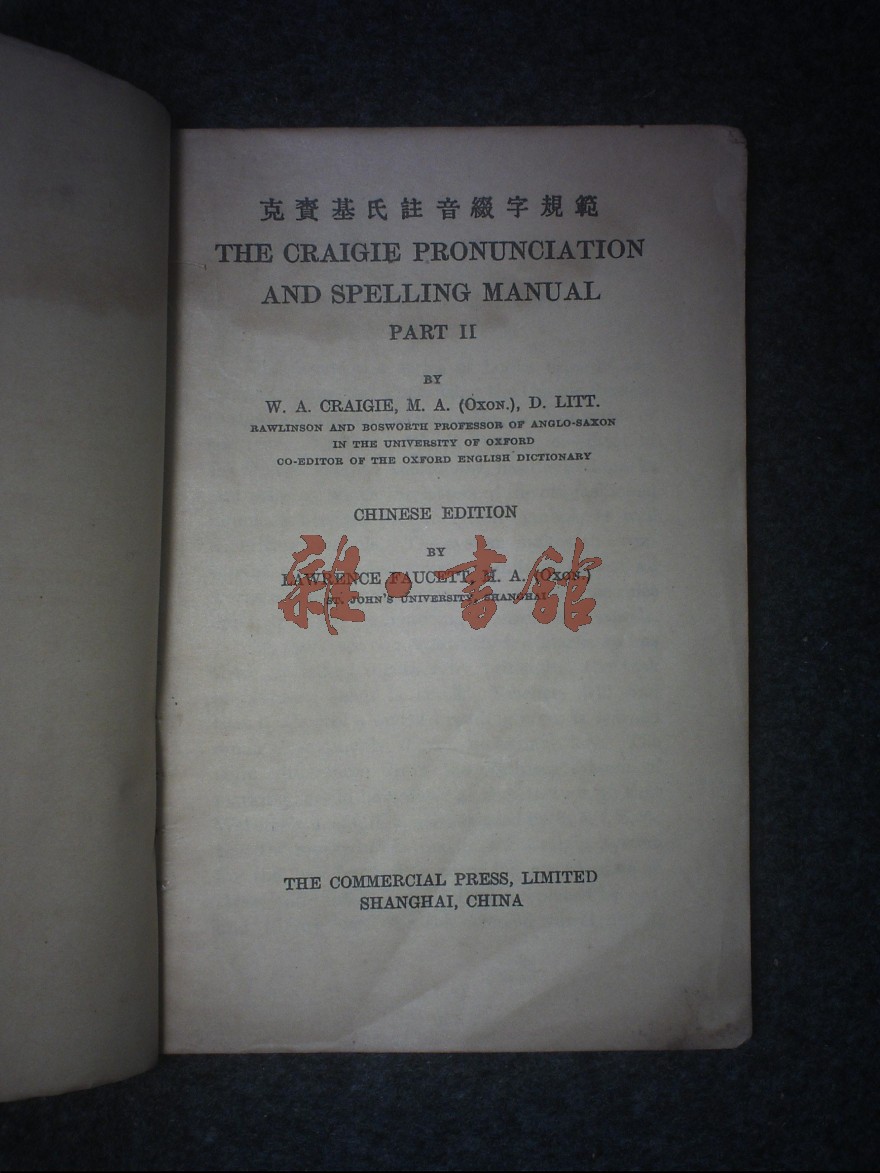 克賚基氏註音綴字規範
THE CRAIGIE PRONUNCIATION
AND SPELLING MANUAL
PART II
BY
W. A. CRAIGIE, M. A. (OXON.), D. LITT.
RAWLINSON AND BOSWORTH PROFESSOR OF ANGLO-SAXON
IN THE UNIVERSITY OF OXFORD
CO-EDITOR OF THE OXFORD ENGLISH DICTIONARY
CHINESE EDITION
BY
LAWRENCE FAUCETT, M. A. (OXON.)
ST. JOHN'S UNIVERSITY, SHANGHAI
雜·書館
THE COMMERCIAL PRESS, LIMITED
SHANGHAI, CHINA